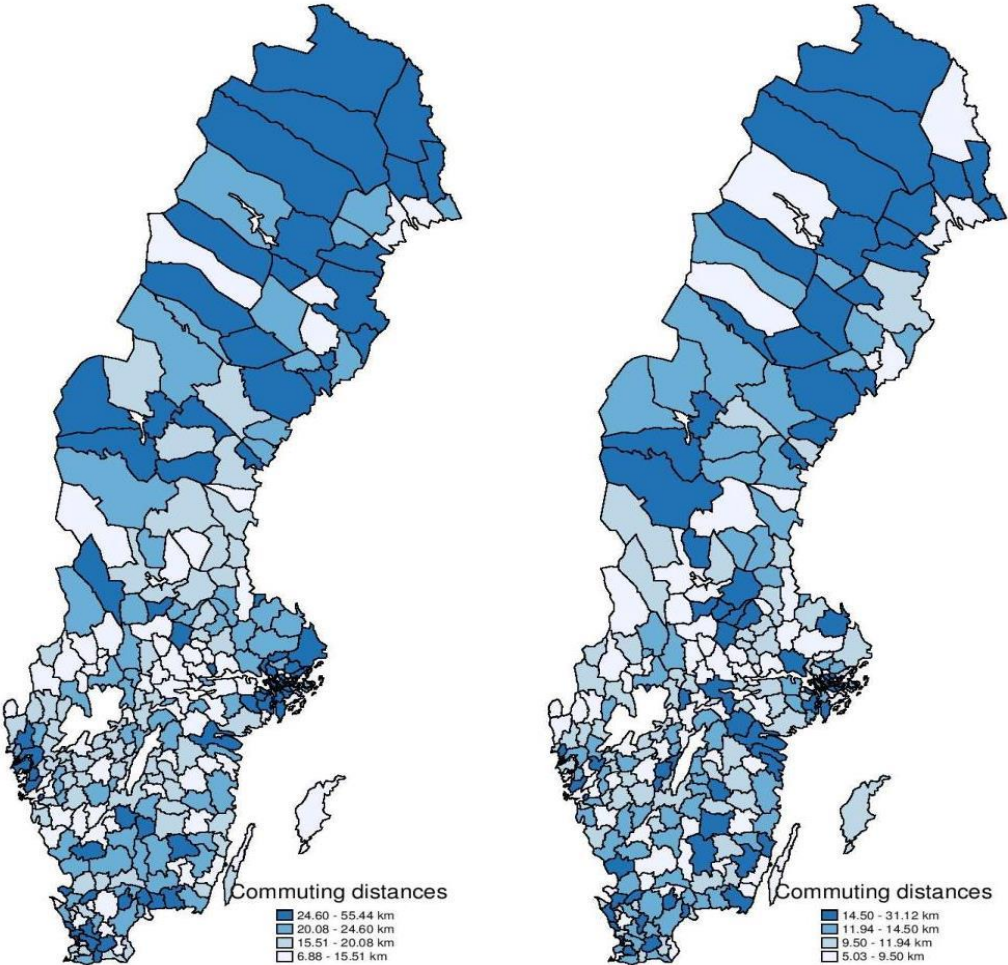 Commuting distances
24.60 - 55.44 km
20.08 - 24.60 km
15.51 - 20.08 km
6.88 - 15.51 km
Commuting distances
14.50 - 31.12 km
11.94 - 14.50 km
9.50 - 11.94 km
5.03 - 9.50 km